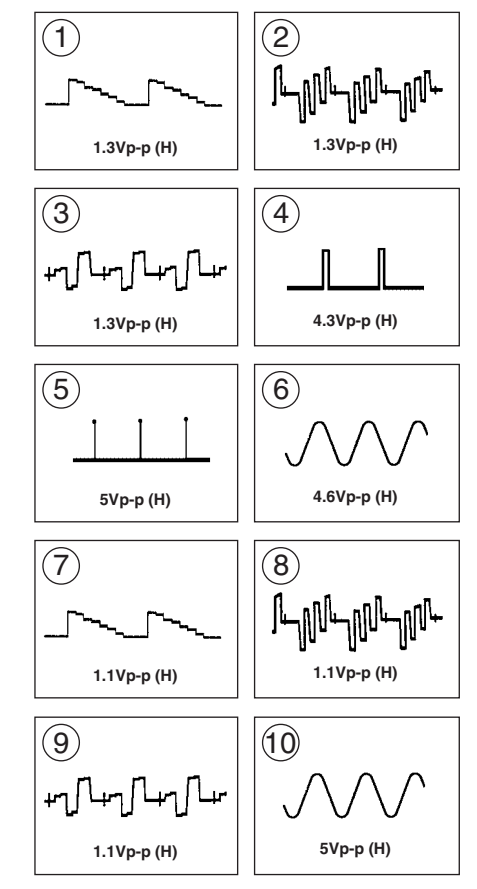 1 2
1.3Vp-p (H) 1.3Vp-p (H)
3 4
1.3Vp-p (H) 4.3Vp-p (H)
5 6
5Vp-p (H) 4.6Vp-p (H)
7 8
1.1Vp-p (H) 1.1Vp-p (H)
9 10
1.1Vp-p (H) 5Vp-p (H)